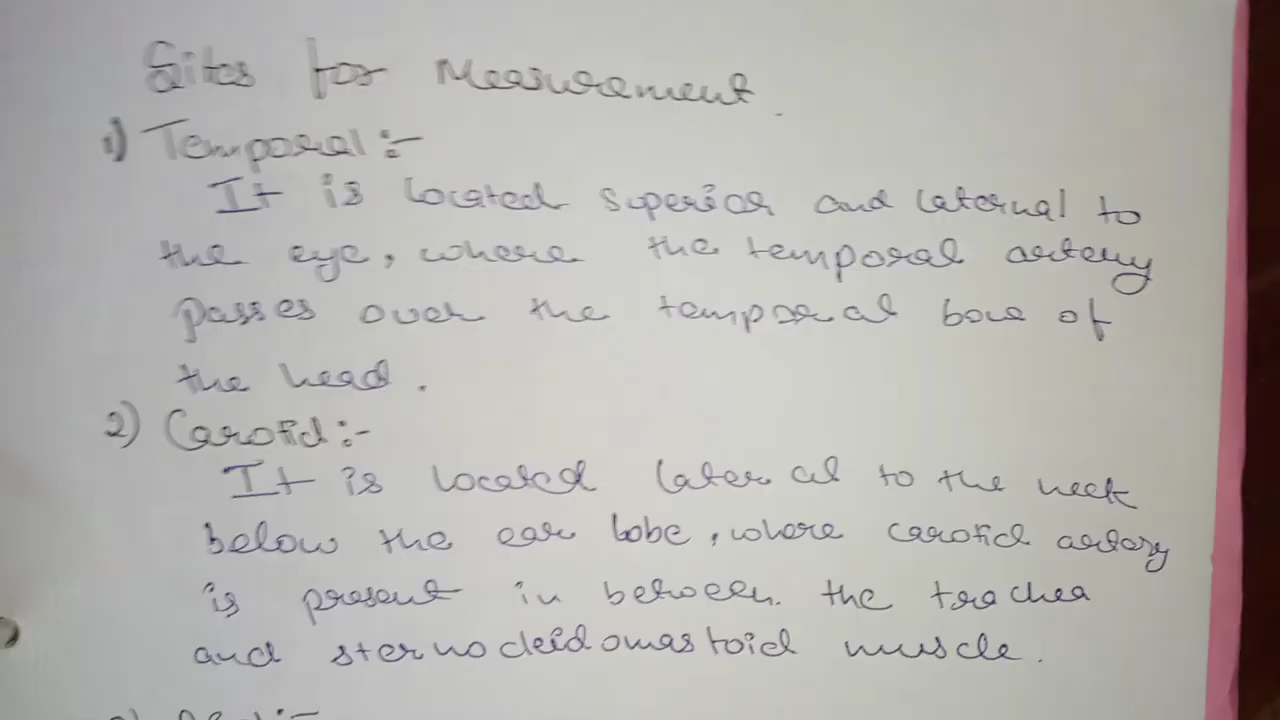 Sites for Measurement
1) Temporal :-
It is located superior and laternal to
the eye, where the temporal artery
passes over the temporal bone of
the head.
2) Carotid :-
It is located lateral to the neck
below the ear lobe, where carotid artery
is present in between the trachea
and sternocleidomastoid muscle.